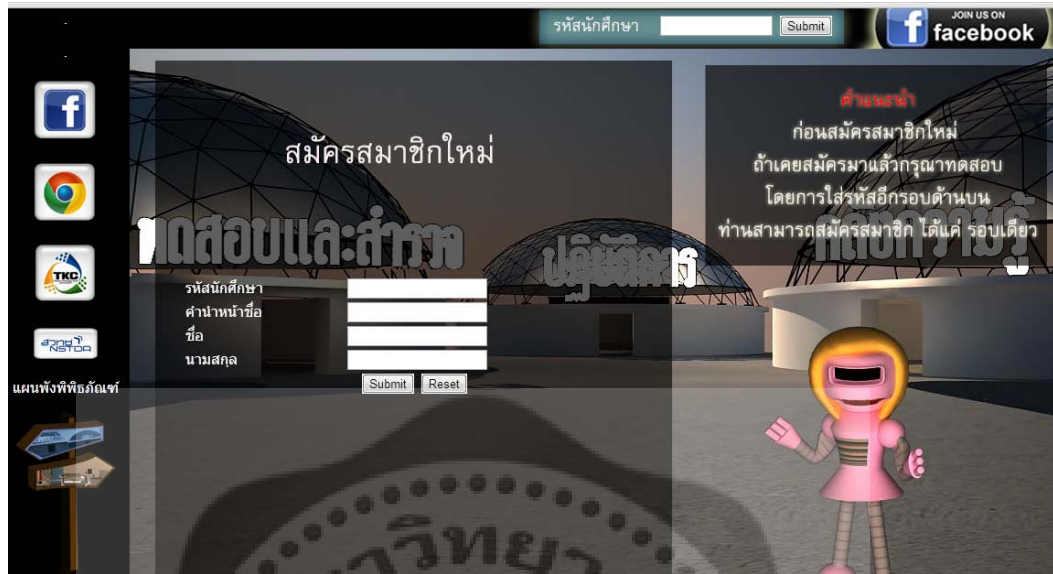 รหัสนักศึกษา Submit
JOIN US ON
facebook
คำแนะนำ
ก่อนสมัครสมาชิกใหม่
ถ้าเคยสมัครมาแล้วกรุณาทดสอบ
โดยการใส่รหัสอีกรอบด้านบน
ท่านสามารถสมัครสมาชิก ได้แค่ รอบเดียว
สมัครสมาชิกใหม่
ทดสอบและสำรวจ
ปฏิบัติการ
รหัสนักศึกษา
คำนำหน้าชื่อ
ชื่อ
นามสกุล
Submit Reset
TKC
สวทช
NSTDA
แผนพังพิพิธภัณฑ์